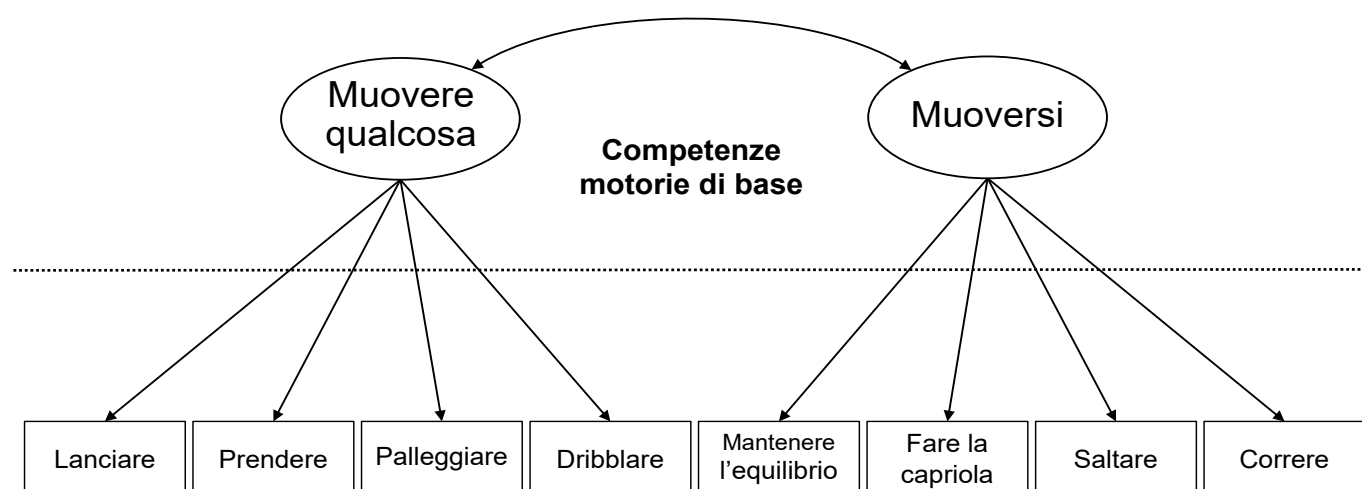 Muovere
qualcosa
Muoversi
Competenze
motorie di base
Lanciare
Prendere
Palleggiare
Dribblare
Mantenere
l'equilibrio
Fare la
capriola
Saltare
Correre